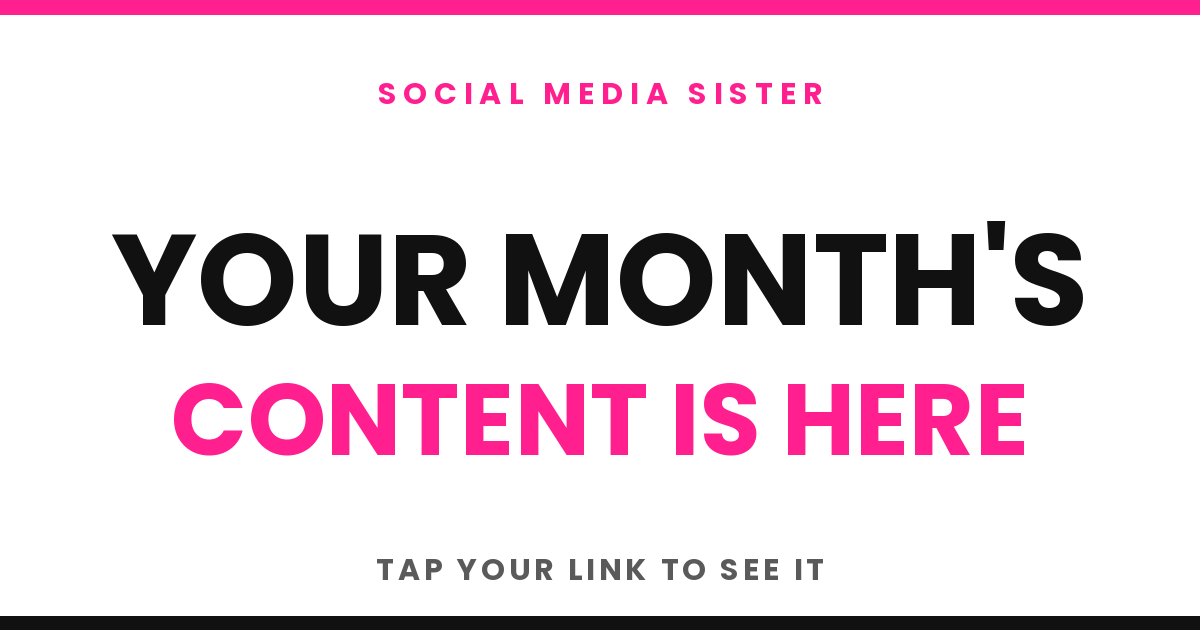 SOCIAL MEDIA SISTER
YOUR MONTH'S
CONTENT IS HERE
TAP YOUR LINK TO SEE IT